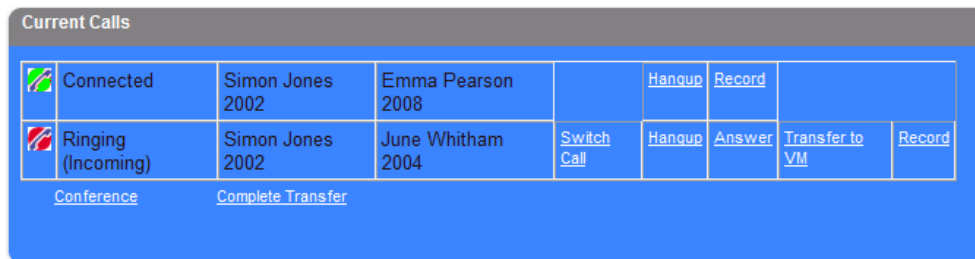 Current Calls
Connected Simon Jones Emma Pearson Hangup Record
2002 2008
Ringing Simon Jones June Whitham Switch Hangup Answer Transfer to Record
(Incoming) 2002 2004 Call VM
Conference Complete Transfer